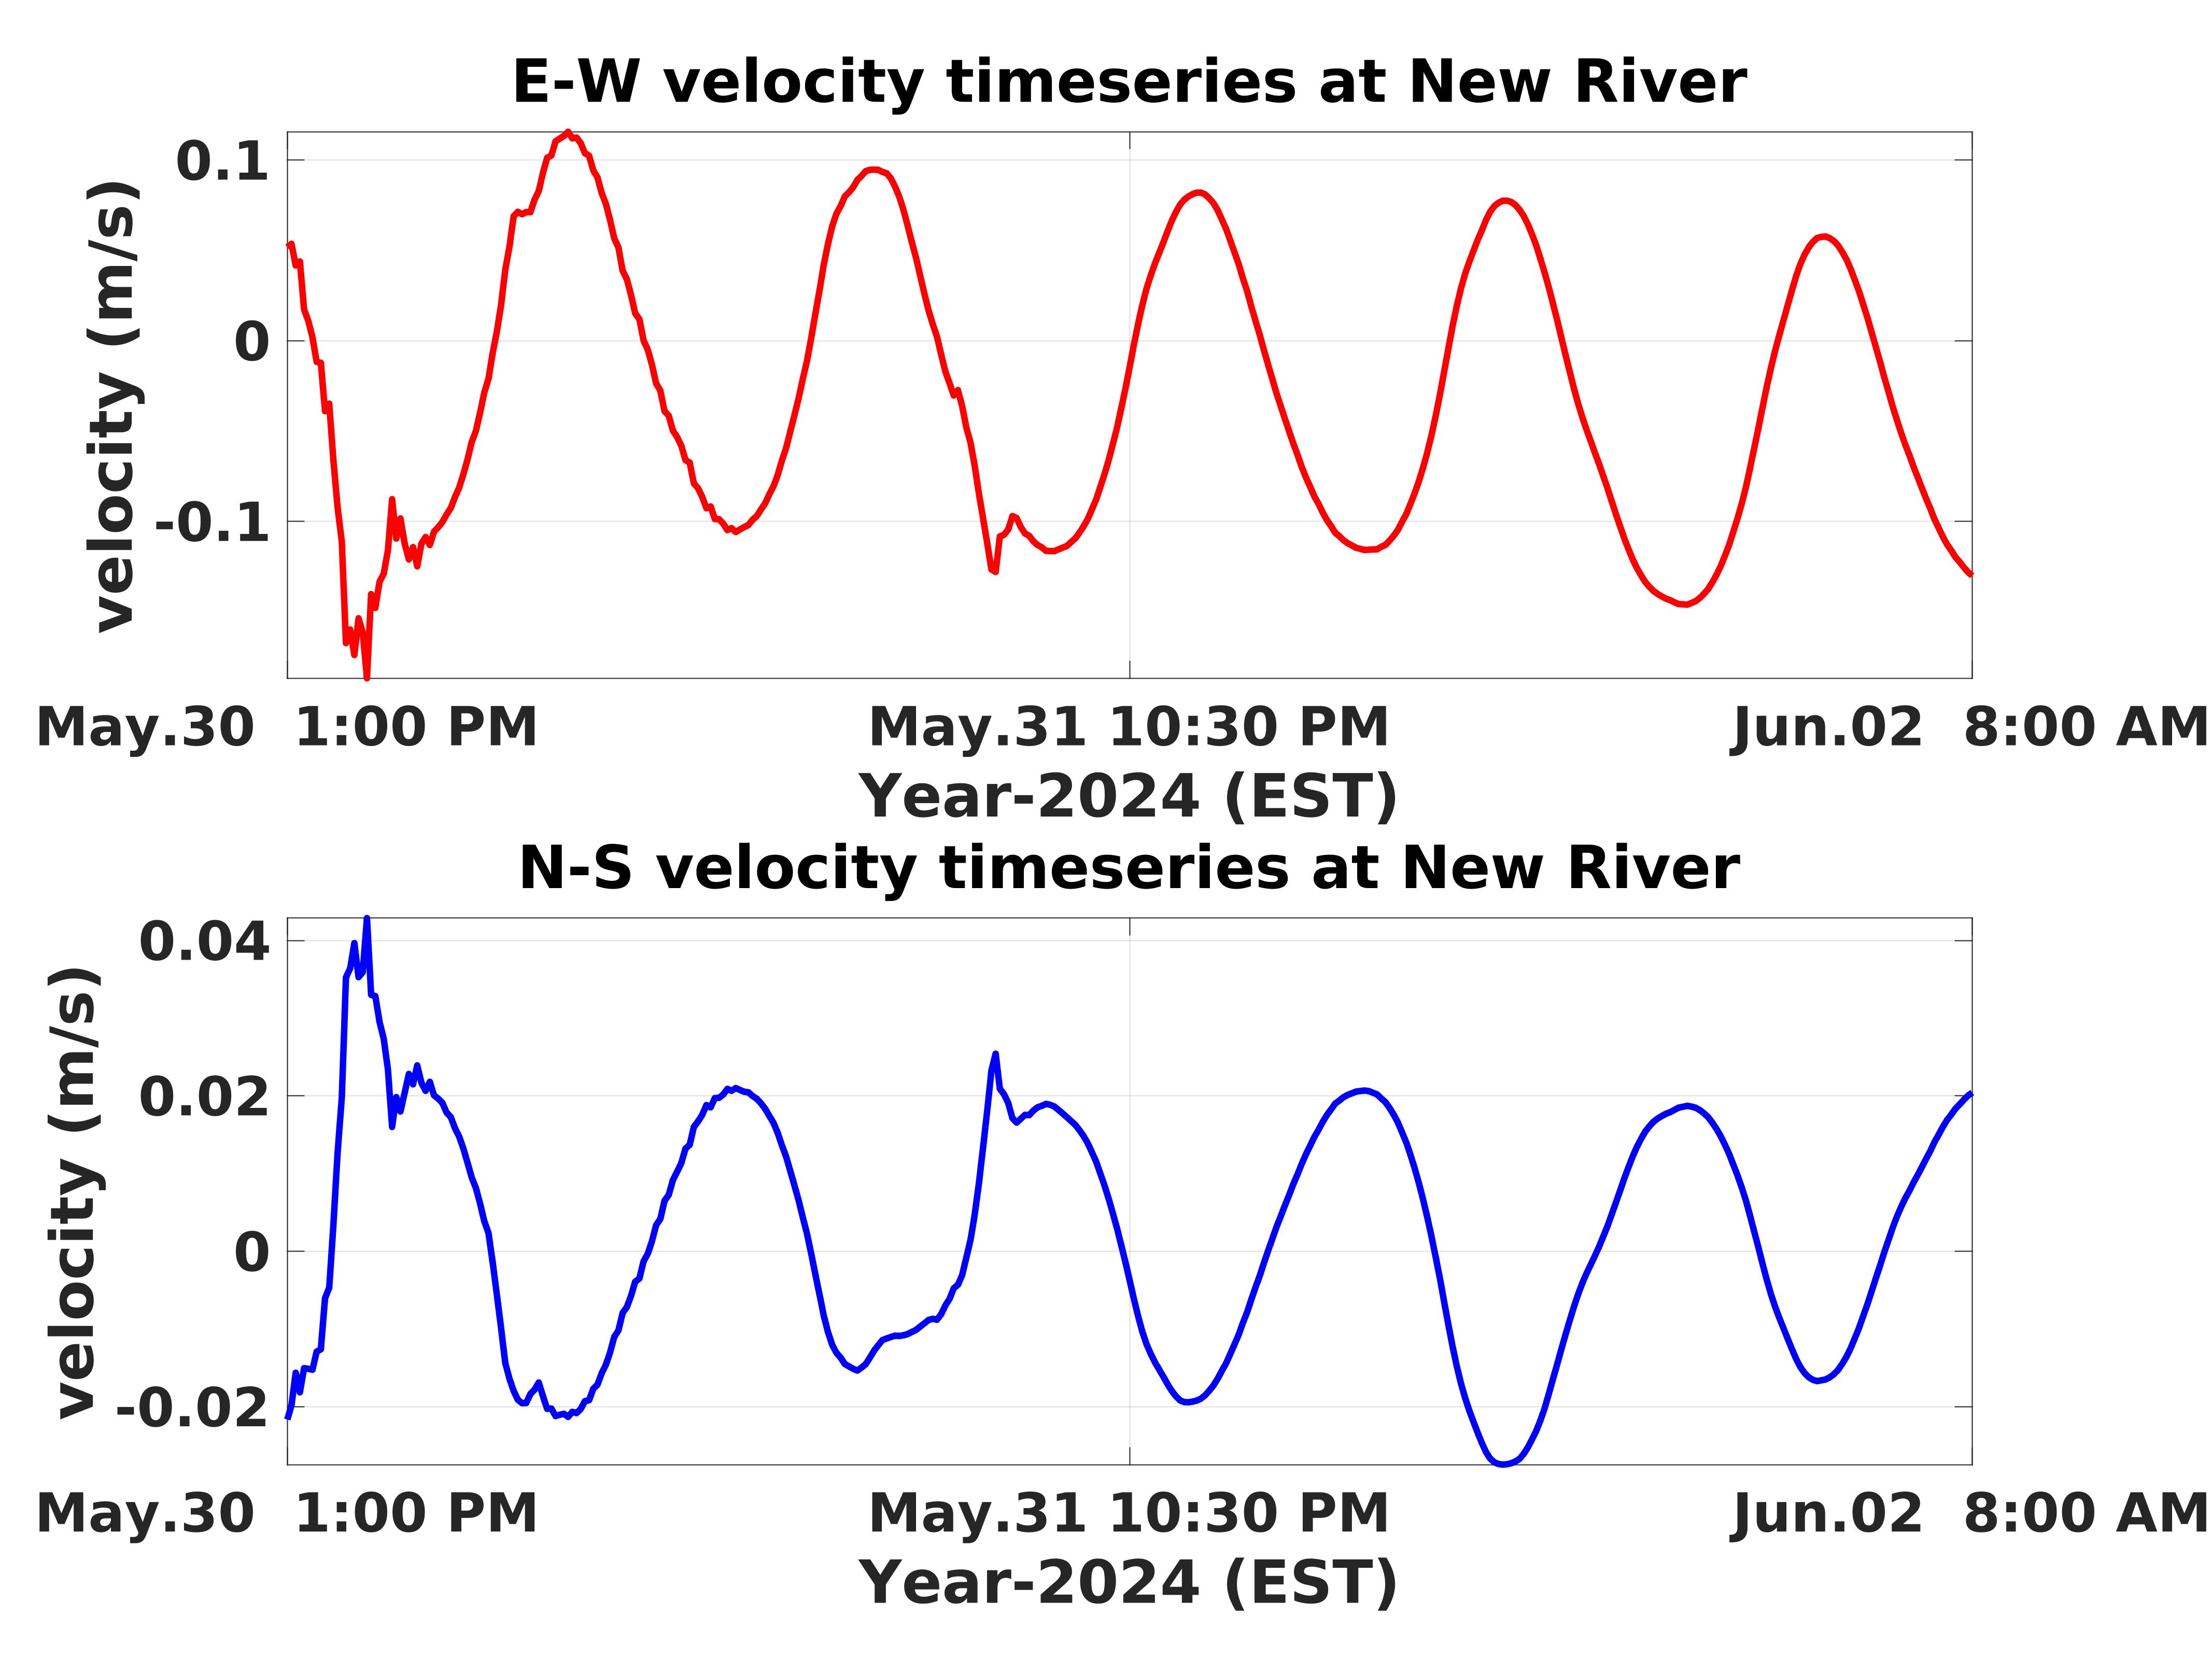 E-W velocity timeseries at New River
velocity (m/s)
0.1
0
-0.1
May.30  1:00 PM
May.31 10:30 PM
Jun.02  8:00 AM
Year-2024 (EST)
N-S velocity timeseries at New River
velocity (m/s)
0.04
0.02
0
-0.02
May.30  1:00 PM
May.31 10:30 PM
Jun.02  8:00 AM
Year-2024 (EST)